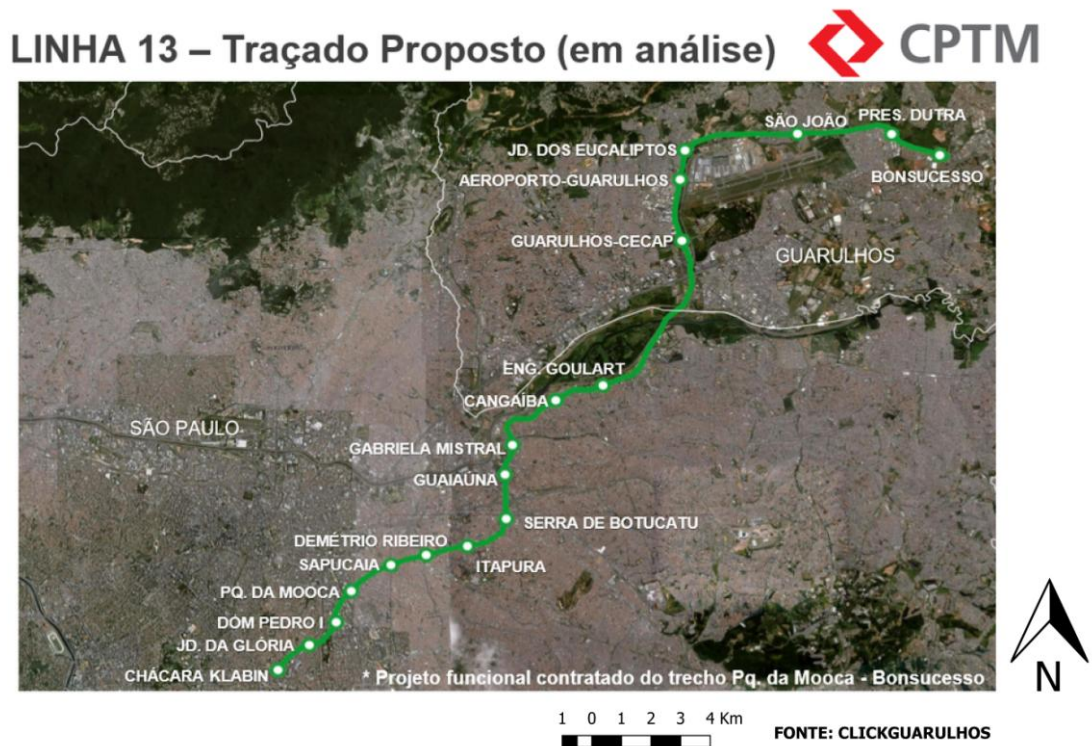 LINHA 13 – Traçado Proposto (em análise)
CPTM
SÃO JOÃO
PRES. DUTRA
JD. DOS EUCALIPTOS
AEROPORTO-GUARULHOS
BONSUCESSO
GUARULHOS-CECAP
GUARULHOS
ENG. GOULART
CANGAÍBA
SÃO PAULO
GABRIELA MISTRAL
GUAIAÚNA
SERRA DE BOTUCATU
DEMÉTRIO RIBEIRO
SAPUCAIA
ITAPURA
PQ. DA MOOCA
DOM PEDRO I
JD. DA GLÓRIA
CHÁCARA KLABIN
* Projeto funcional contratado do trecho Pq. da Mooca - Bonsucesso
N
1 0 1 2 3 4 Km
FONTE: CLICKGUARULHOS